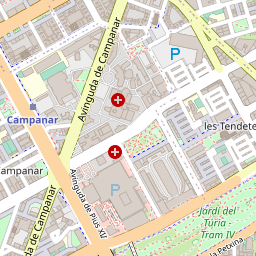 Avinguda de Campanar
P
Campanar
les Tendete
Campanar
P
Avinguda de Pius XII
Avinguda de Campanar
Jardí del
Túria
Tram IV
la Petxina